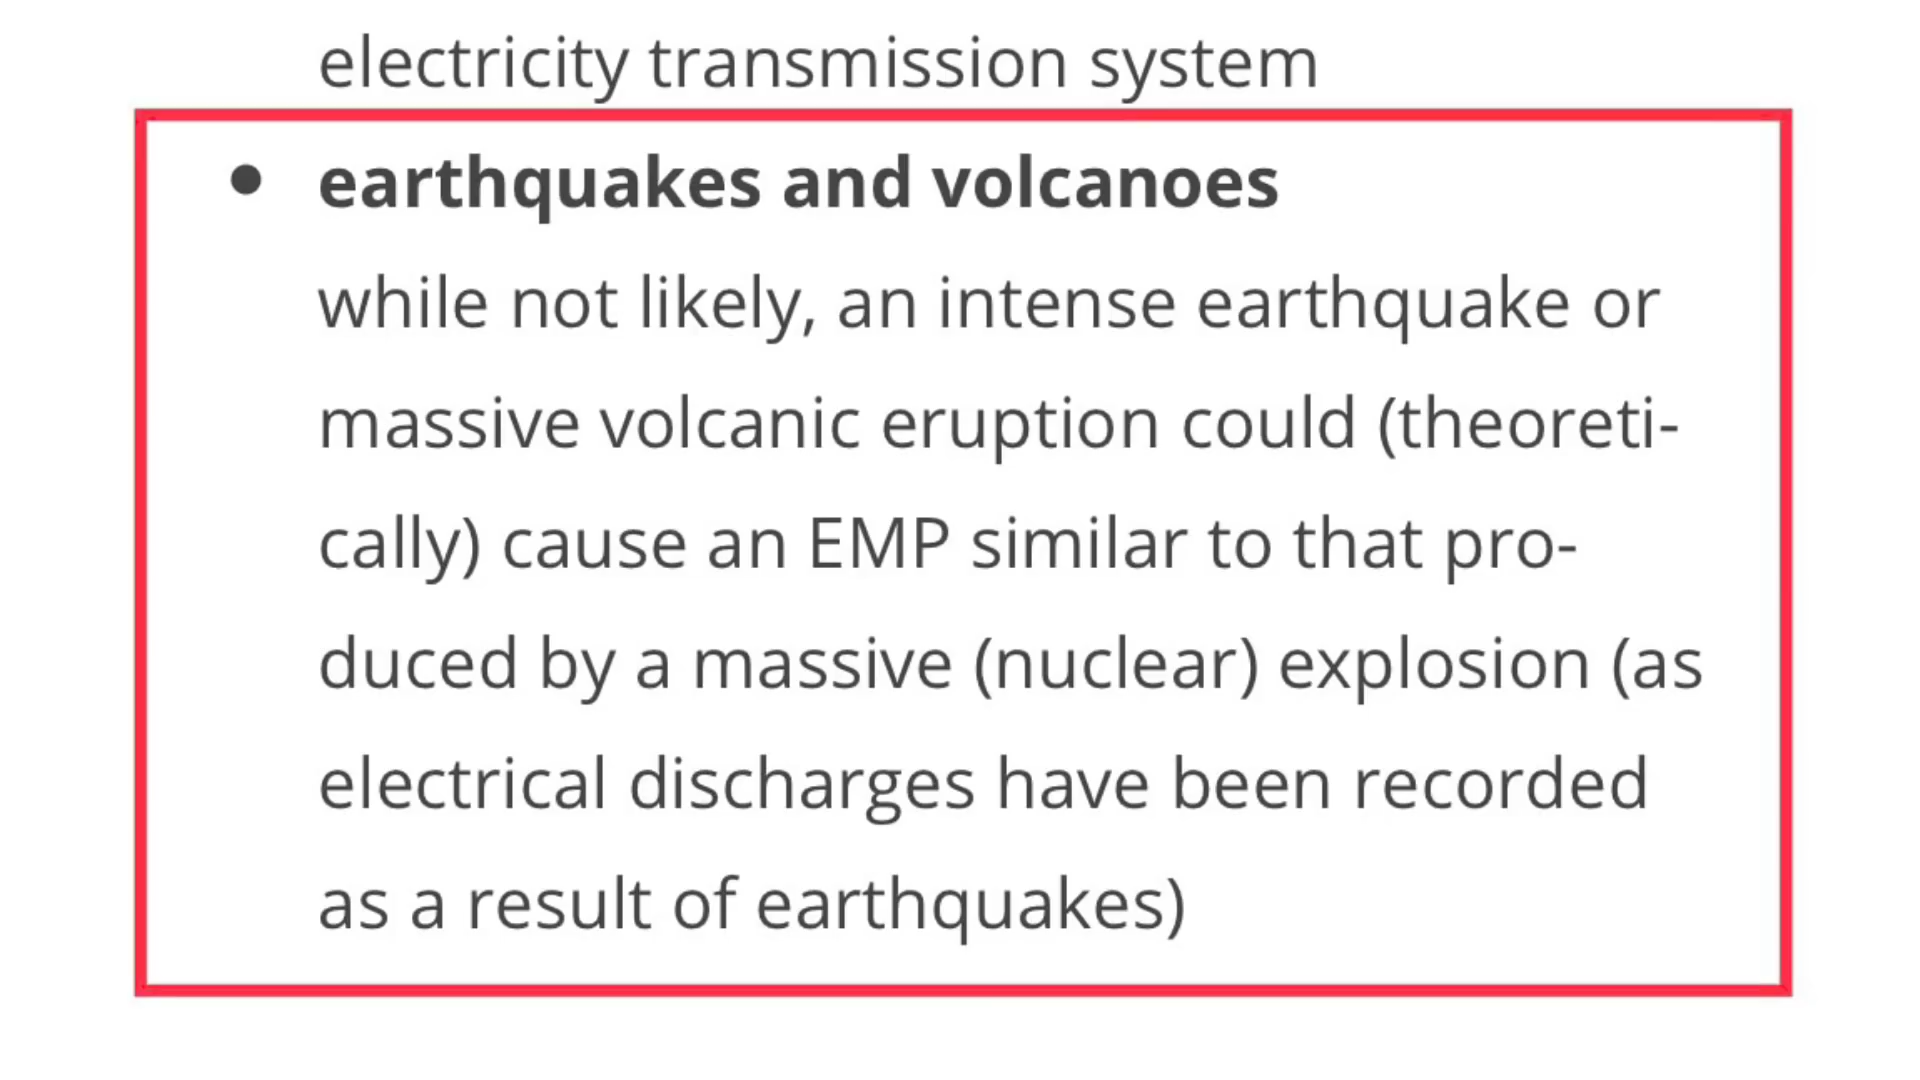 electricity transmission system
• earthquakes and volcanoes
while not likely, an intense earthquake or
massive volcanic eruption could (theoreti-
cally) cause an EMP similar to that pro-
duced by a massive (nuclear) explosion (as
electrical discharges have been recorded
as a result of earthquakes)